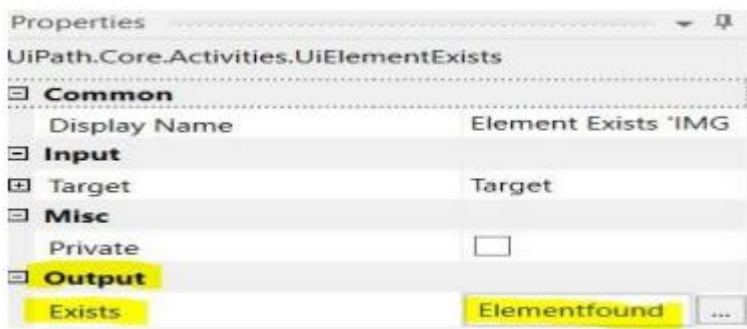 Properties
UiPath.Core.Activities.UiElementExists
Common
Display Name Element Exists 'IMG
Input
Target Target
Misc
Private
Output
Exists Elementfound ...